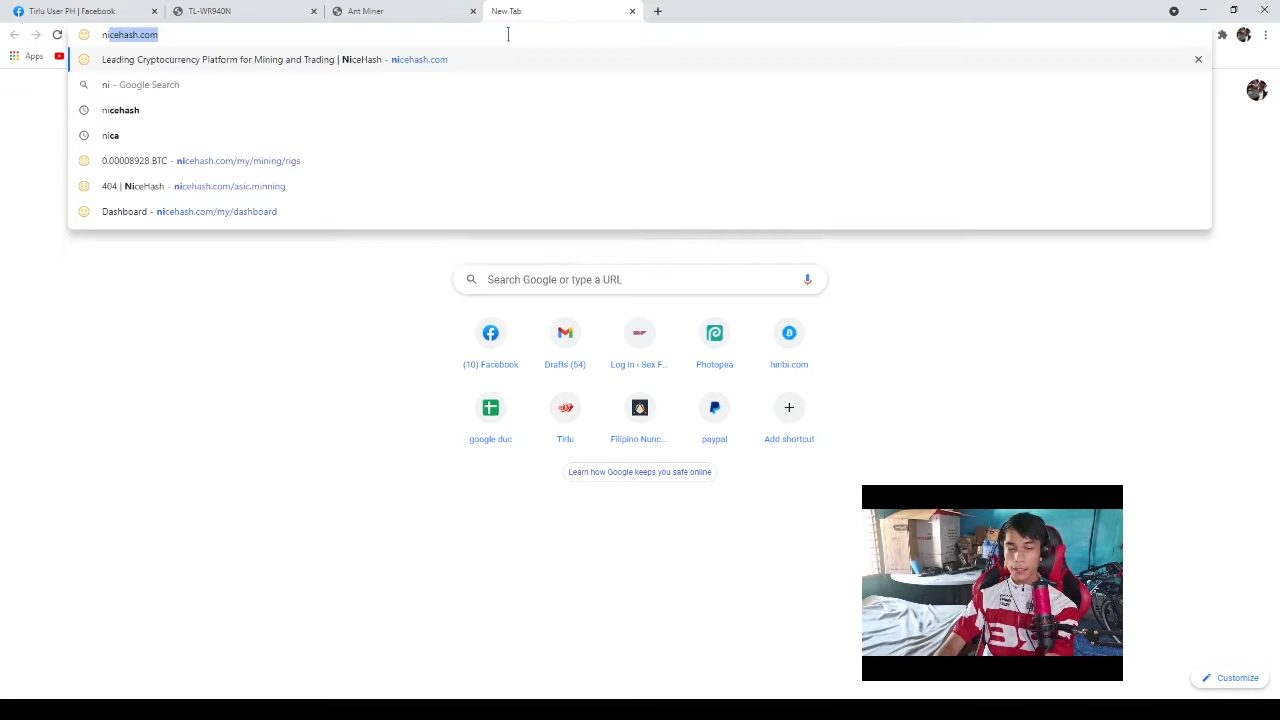 Tirlu User PH | Facebook
TL-WR940N
Ant Miner
New Tab
nicehash.com
Apps
Leading Cryptocurrency Platform for Mining and Trading | NiceHash - nicehash.com
ni - Google Search
nicehash
nica
0.00008928 BTC - nicehash.com/my/mining/rigs
404 | NiceHash - nicehash.com/asic.minning
Dashboard - nicehash.com/my/dashboard
Search Google or type a URL
(10) Facebook
Drafts (54)
Log In ‹ Sex F...
Photopea
hiribi.com
google duc
Tirlu
Filipino Nunc...
paypal
Add shortcut
Learn how Google keeps you safe online
Customize